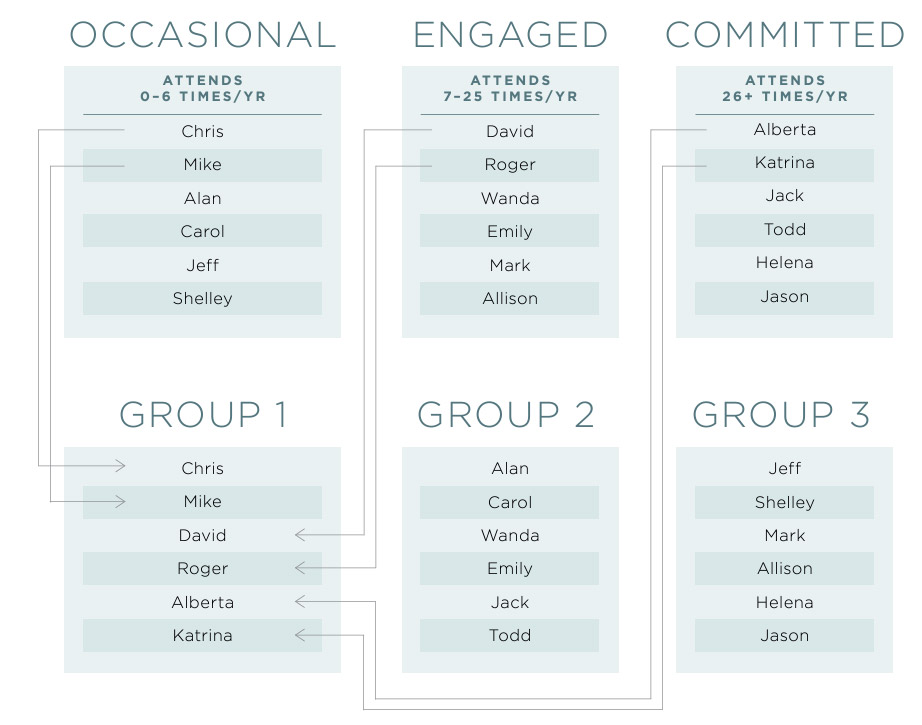 OCCASIONAL
ATTENDS
0–6 TIMES/YR
Chris
Mike
Alan
Carol
Jeff
Shelley
ENGAGED
ATTENDS
7–25 TIMES/YR
David
Roger
Wanda
Emily
Mark
Allison
COMMITTED
ATTENDS
26+ TIMES/YR
Alberta
Katrina
Jack
Todd
Helena
Jason
GROUP 1
Chris
Mike
David
Roger
Alberta
Katrina
GROUP 2
Alan
Carol
Wanda
Emily
Jack
Todd
GROUP 3
Jeff
Shelley
Mark
Allison
Helena
Jason